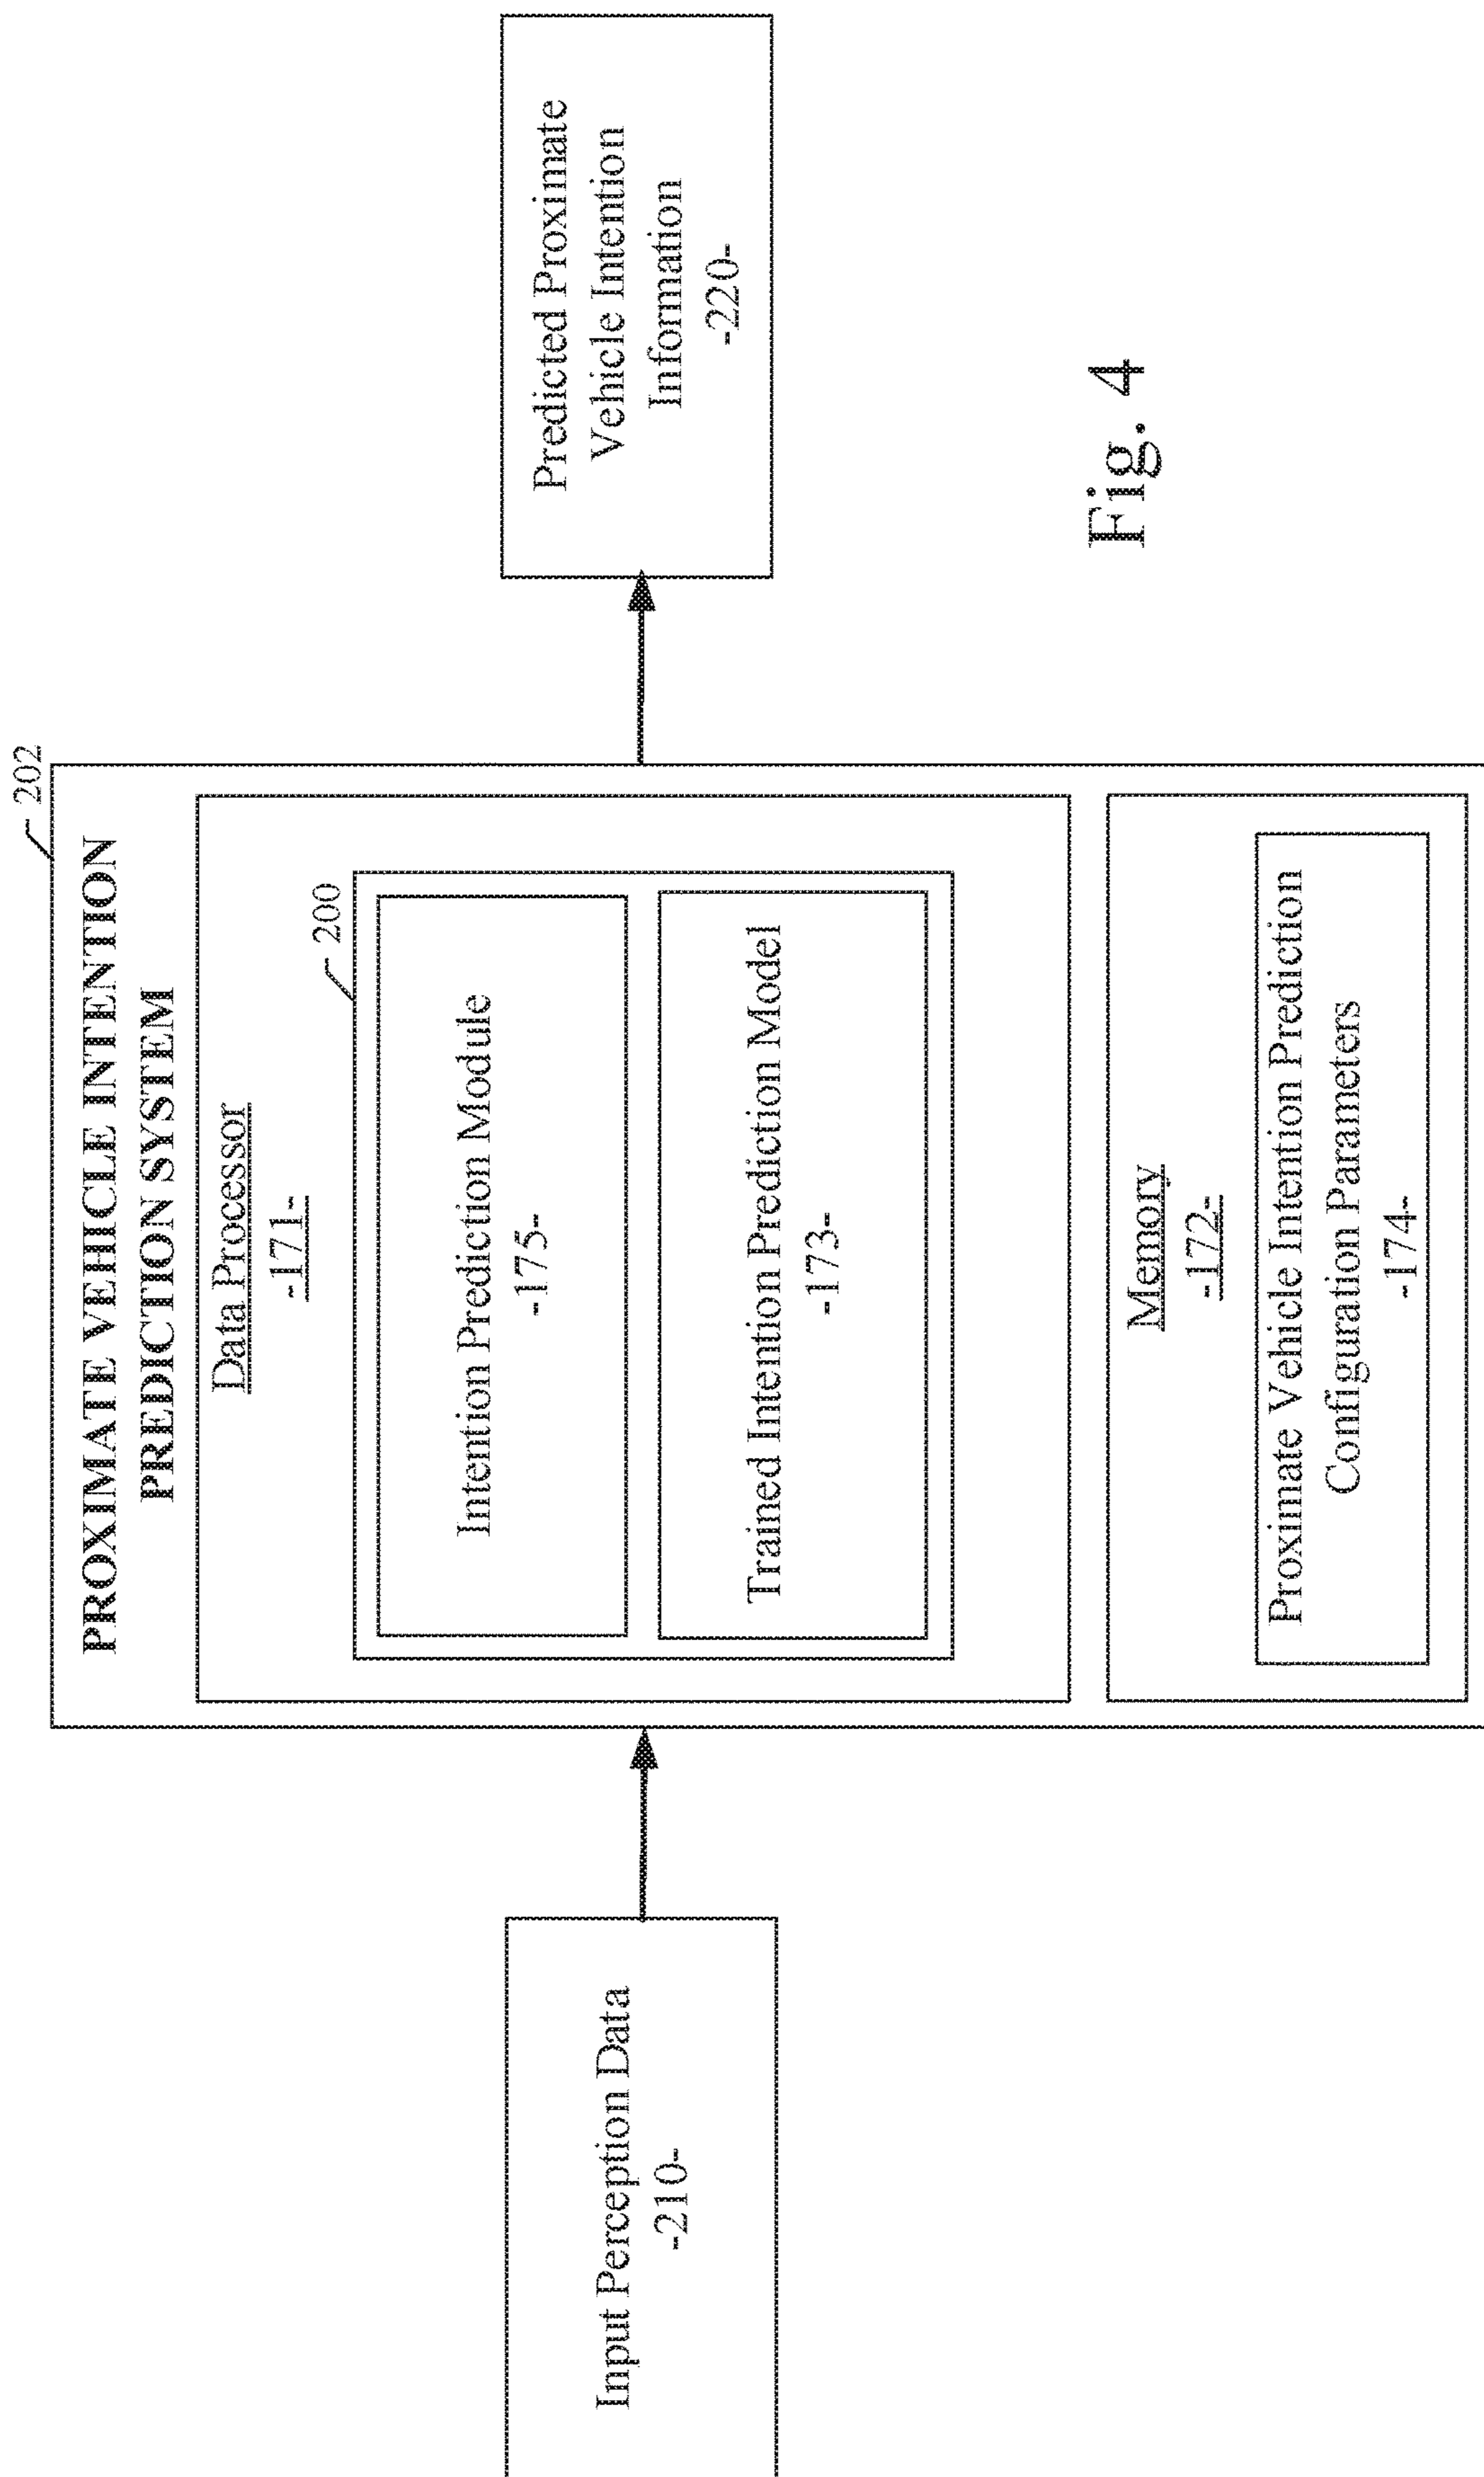 202
PROXIMATE VEHICLE INTENTION
PREDICTION SYSTEM
Data Processor
-171-
200
Intention Prediction Module
-175-
Trained Intention Prediction Model
-173-
Memory
-172-
Proximate Vehicle Intention Prediction
Configuration Parameters
-174-
Input Perception Data
-210-
Predicted Proximate
Vehicle Intention
Information
-220-
Fig. 4